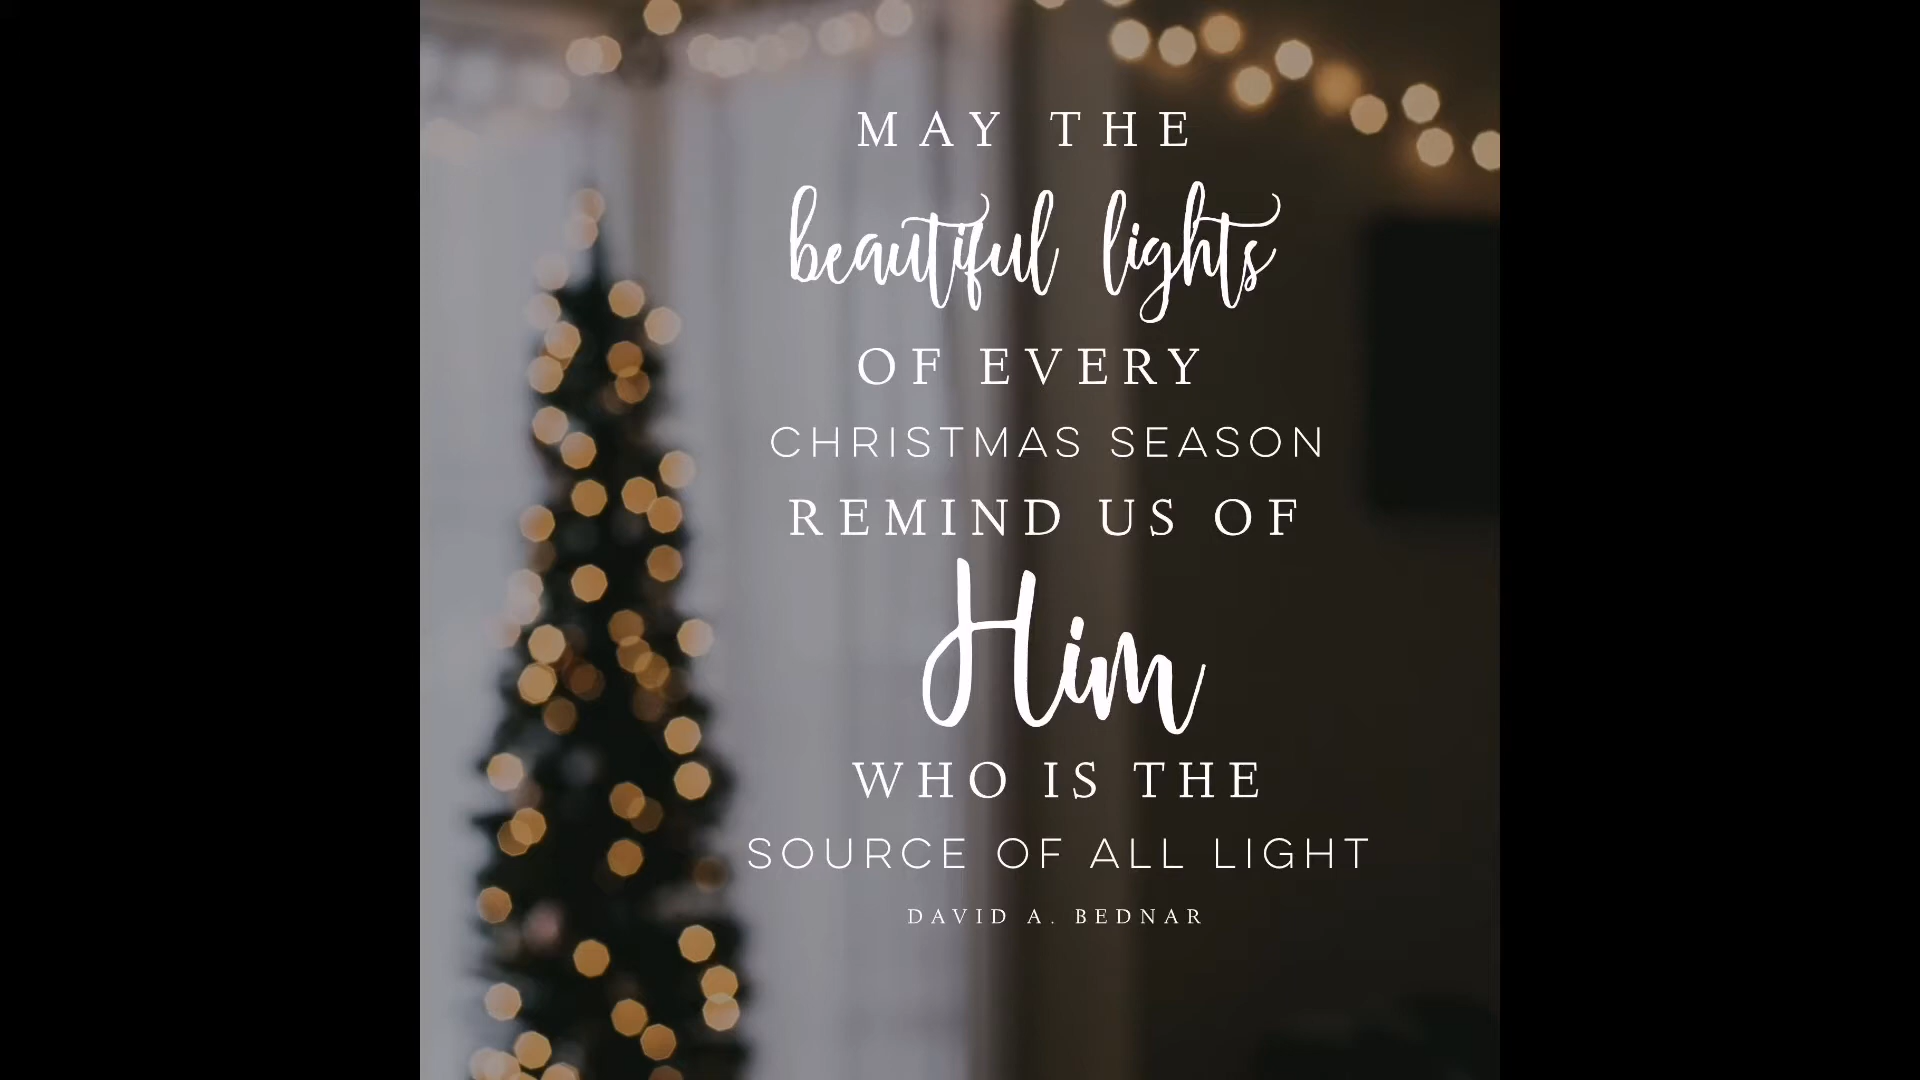 MAY THE
beautiful lights
OF EVERY
CHRISTMAS SEASON
REMIND US OF
Him
WHO IS THE
SOURCE OF ALL LIGHT
DAVID A. BEDNAR